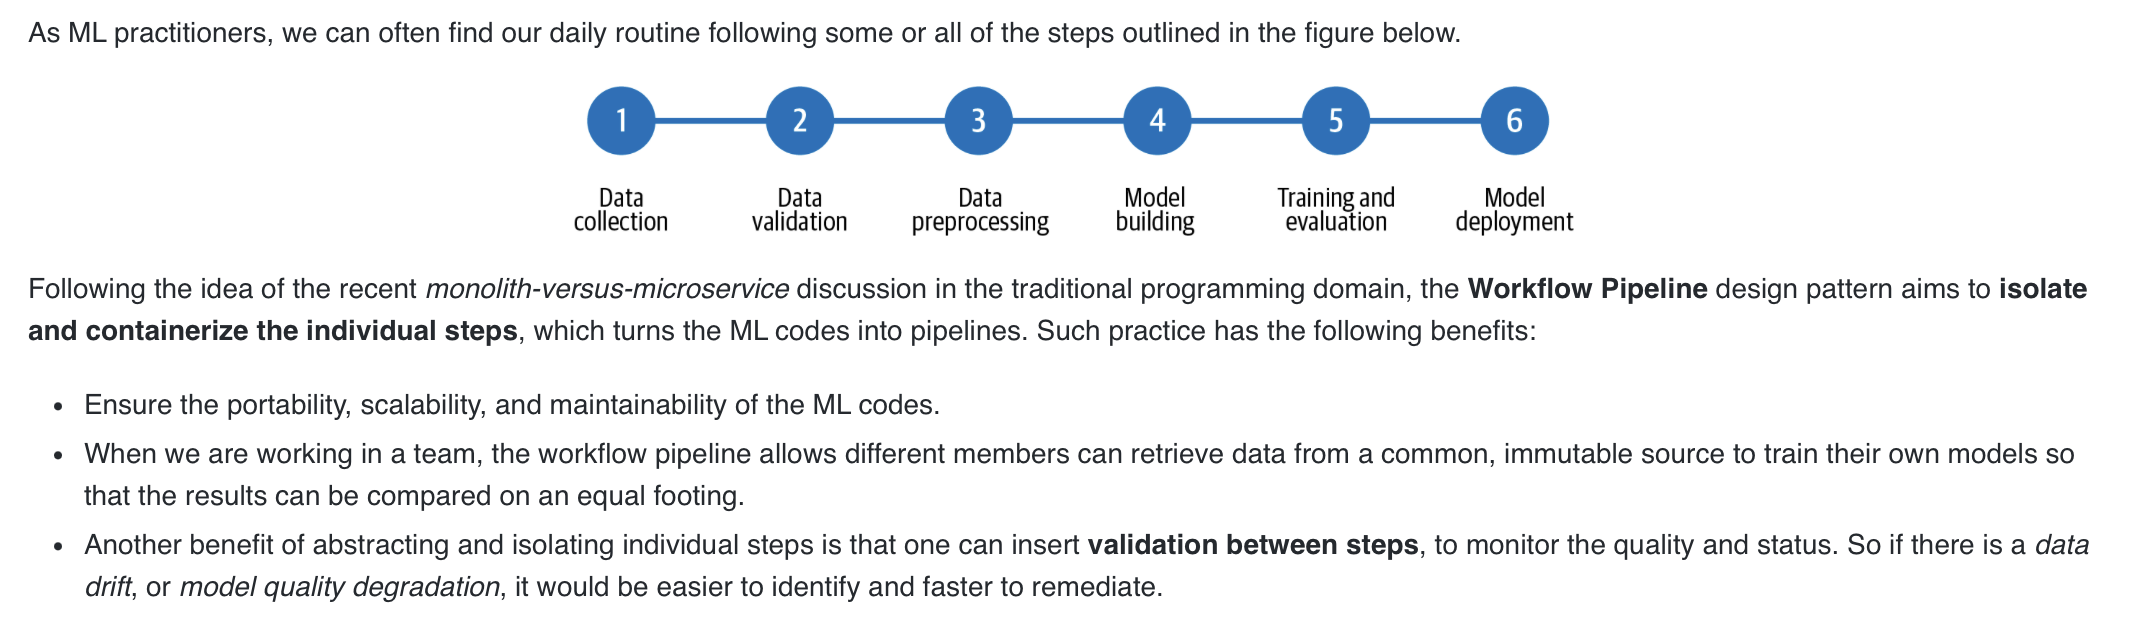 As ML practitioners, we can often find our daily routine following some or all of the steps outlined in the figure below.
1 2 3 4 5 6
Data collection
Data validation
Data preprocessing
Model building
Training and evaluation
Model deployment
Following the idea of the recent monolith-versus-microservice discussion in the traditional programming domain, the Workflow Pipeline design pattern aims to isolate
and containerize the individual steps, which turns the ML codes into pipelines. Such practice has the following benefits:
• Ensure the portability, scalability, and maintainability of the ML codes.
• When we are working in a team, the workflow pipeline allows different members can retrieve data from a common, immutable source to train their own models so
that the results can be compared on an equal footing.
• Another benefit of abstracting and isolating individual steps is that one can insert validation between steps, to monitor the quality and status. So if there is a data
drift, or model quality degradation, it would be easier to identify and faster to remediate.